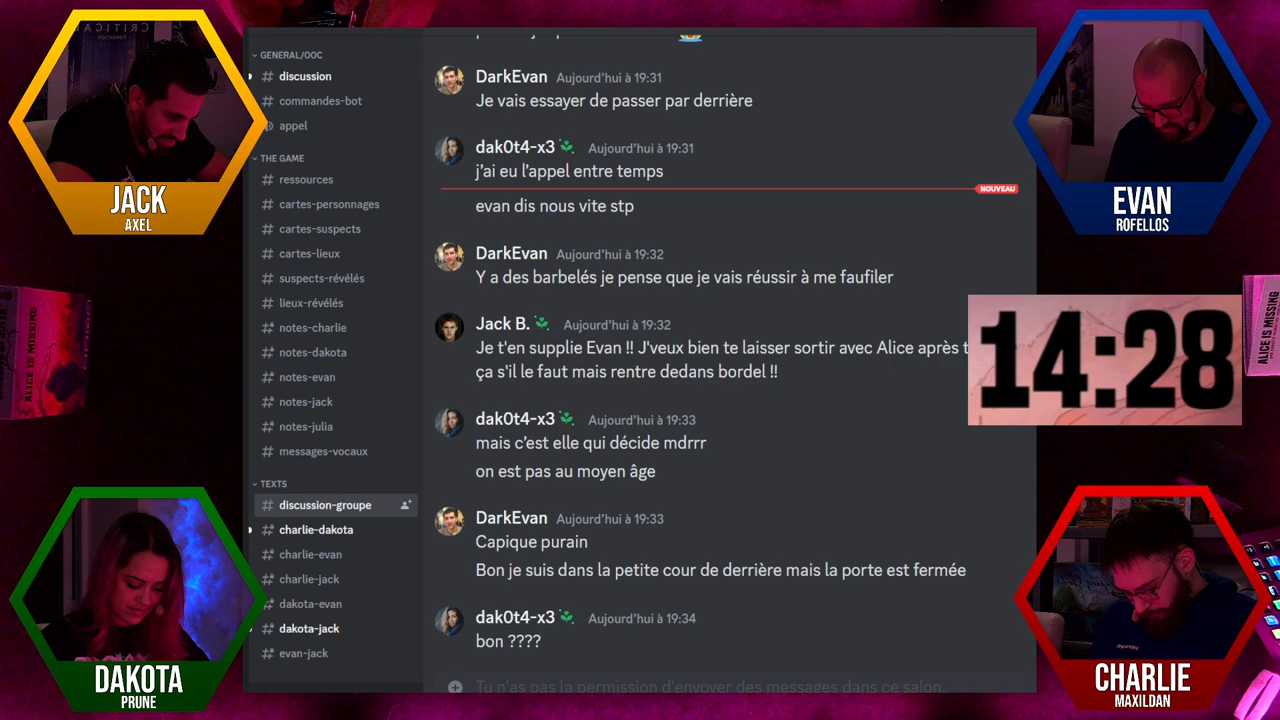 JACK
AXEL
GENERAL/OOC
# discussion
# commandes-bot
appel
THE GAME
# ressources
# cartes-personnages
# cartes-suspects
# cartes-lieux
# suspects-révélés
# lieux-révélés
# notes-charlie
# notes-dakota
# notes-evan
# notes-jack
# notes-julia
# messages-vocaux
TEXTS
# discussion-groupe
# charlie-dakota
# charlie-evan
# charlie-jack
# dakota-evan
# dakota-jack
# evan-jack
DarkEvan Aujourd'hui à 19:31
Je vais essayer de passer par derrière
dak0t4-x3 Aujourd'hui à 19:31
j'ai eu l'appel entre temps
NOUVEAU
evan dis nous vite stp
DarkEvan Aujourd'hui à 19:32
Y a des barbelés je pense que je vais réussir à me faufiler
Jack B. Aujourd'hui à 19:32
Je t'en supplie Evan !! J'veux bien te laisser sortir avec Alice après t
ça s'il le faut mais rentre dedans bordel !!
dak0t4-x3 Aujourd'hui à 19:33
mais c'est elle qui décide mdrrr
on est pas au moyen âge
DarkEvan Aujourd'hui à 19:33
Capique purain
Bon je suis dans la petite cour de derrière mais la porte est fermée
dak0t4-x3 Aujourd'hui à 19:34
bon ????
Tu n'as pas la permission d'envoyer des messages dans ce salon.
EVAN
ROFELLOS
14:28
ALICE IS MISSING
ALICE IS MISSING
DAKOTA
PRUNE
CHARLIE
MAXILDAN